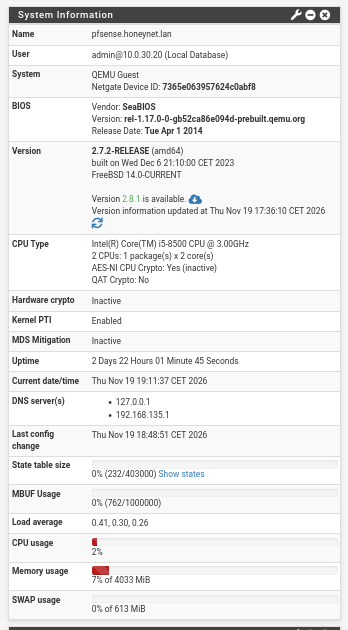 System Information
Name pfsense.honeynet.lan
User admin@10.0.30.20 (Local Database)
System QEMU Guest
Netgate Device ID: 7365e063957624c0abf8
BIOS Vendor: SeaBIOS
Version: rel-1.17.0-0-gb52ca86e094d-prebuilt.qemu.org
Release Date: Tue Apr 1 2014
Version 2.7.2-RELEASE (amd64)
built on Wed Dec 6 21:10:00 CET 2023
FreeBSD 14.0-CURRENT
Version 2.8.1 is available.
Version information updated at Thu Nov 19 17:36:10 CET 2026
CPU Type Intel(R) Core(TM) i5-8500 CPU @ 3.00GHz
2 CPUs: 1 package(s) x 2 core(s)
AES-NI CPU Crypto: Yes (inactive)
QAT Crypto: No
Hardware crypto Inactive
Kernel PTI Enabled
MDS Mitigation Inactive
Uptime 2 Days 22 Hours 01 Minute 45 Seconds
Current date/time Thu Nov 19 19:11:37 CET 2026
DNS server(s) • 127.0.0.1
• 192.168.135.1
Last config Thu Nov 19 18:48:51 CET 2026
change
State table size
0% (232/403000) Show states
MBUF Usage
0% (762/1000000)
Load average 0.41, 0.30, 0.26
CPU usage
2%
Memory usage
7% of 4033 MiB
SWAP usage
0% of 613 MiB